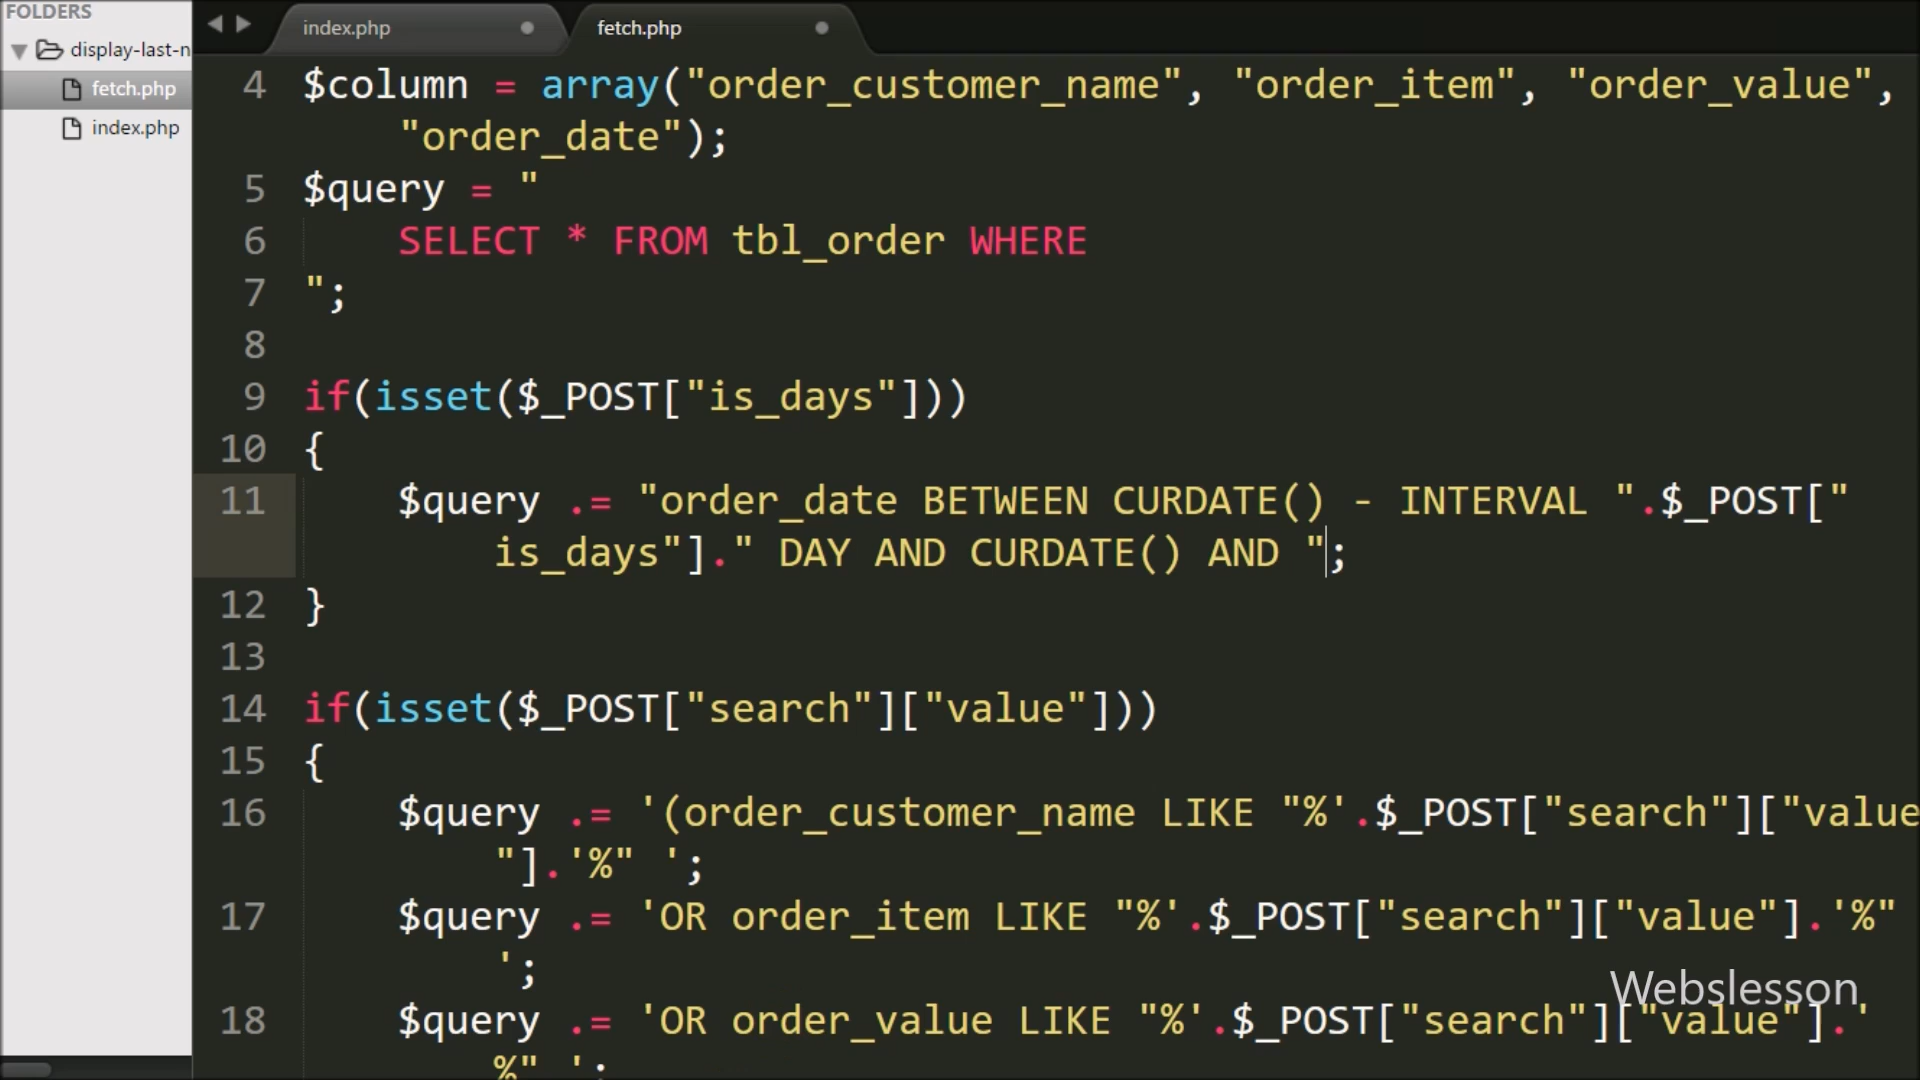 FOLDERS
display-last-n
fetch.php
index.php
index.php
fetch.php
4 $column = array("order_customer_name", "order_item", "order_value",
"order_date");
5 $query = "
6 SELECT * FROM tbl_order WHERE
7 ";
8
9 if(isset($_POST["is_days"]))
10 {
11 $query .= "order_date BETWEEN CURDATE() - INTERVAL ".$_POST["
is_days"]." DAY AND CURDATE() AND ";
12 }
13
14 if(isset($_POST["search"]["value"]))
15 {
16 $query .= '(order_customer_name LIKE "%'.$_POST["search"]["value
"].'%" ';
17 $query .= 'OR order_item LIKE "%'.$_POST["search"]["value"].'%"
';
18 $query .= 'OR order_value LIKE "%'.$_POST["search"]["value"].'
%" ';
Webslesson